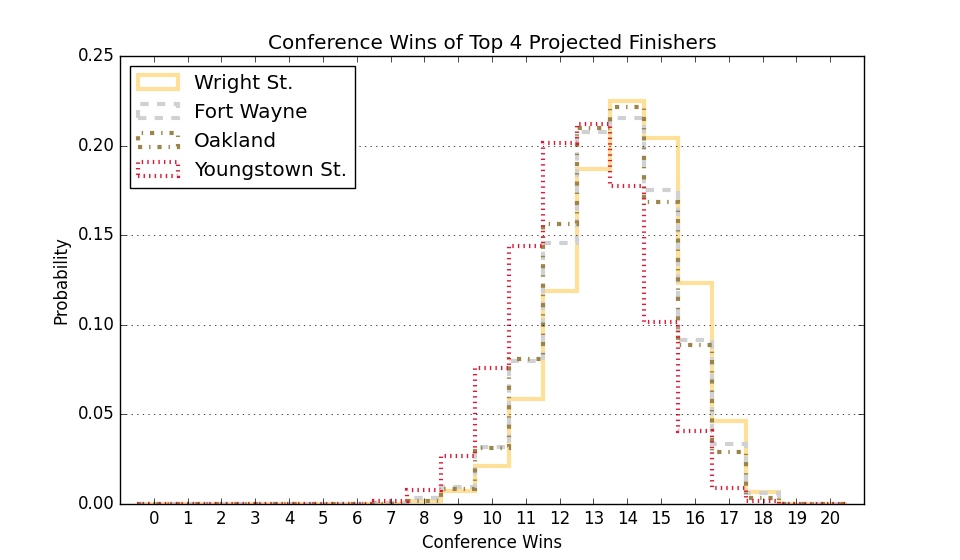 Conference Wins of Top 4 Projected Finishers
0.25
0.20
0.15
0.10
0.05
0.00
Probability
Wright St.
Fort Wayne
Oakland
Youngstown St.
0 1 2 3 4 5 6 7 8 9 10 11 12 13 14 15 16 17 18 19 20
Conference Wins